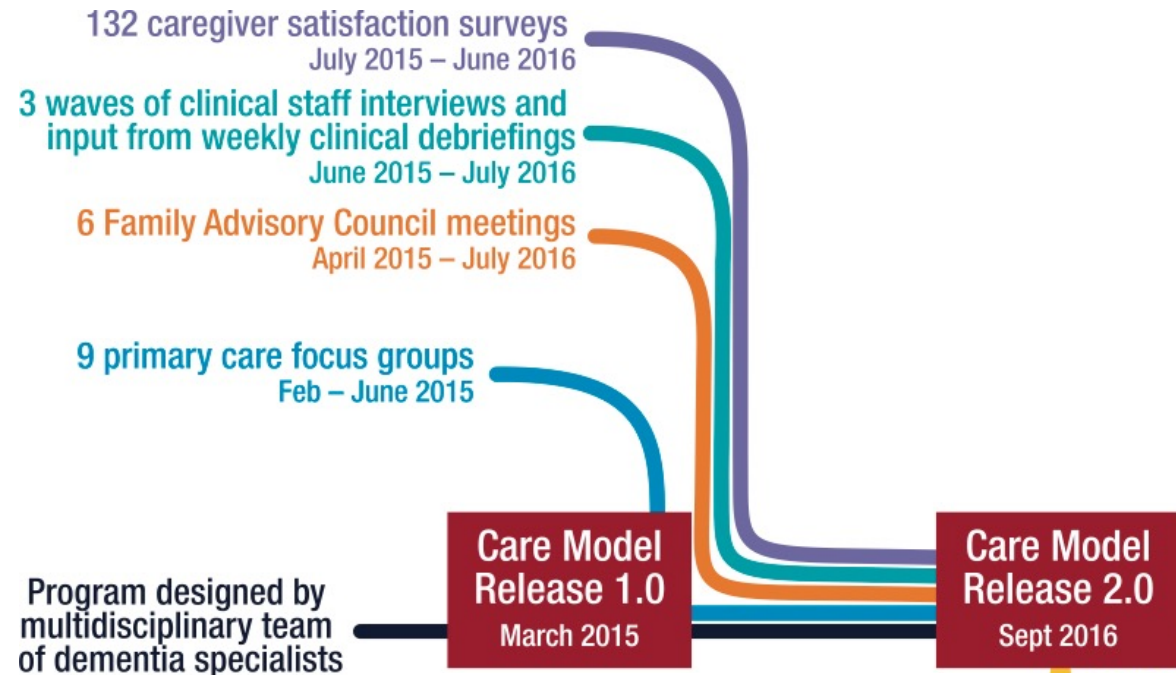 132 caregiver satisfaction surveys
July 2015 – June 2016
3 waves of clinical staff interviews and
input from weekly clinical debriefings
June 2015 – July 2016
6 Family Advisory Council meetings
April 2015 – July 2016
9 primary care focus groups
Feb – June 2015
Program designed by
multidisciplinary team
of dementia specialists
Care Model
Release 1.0
March 2015
Care Model
Release 2.0
Sept 2016